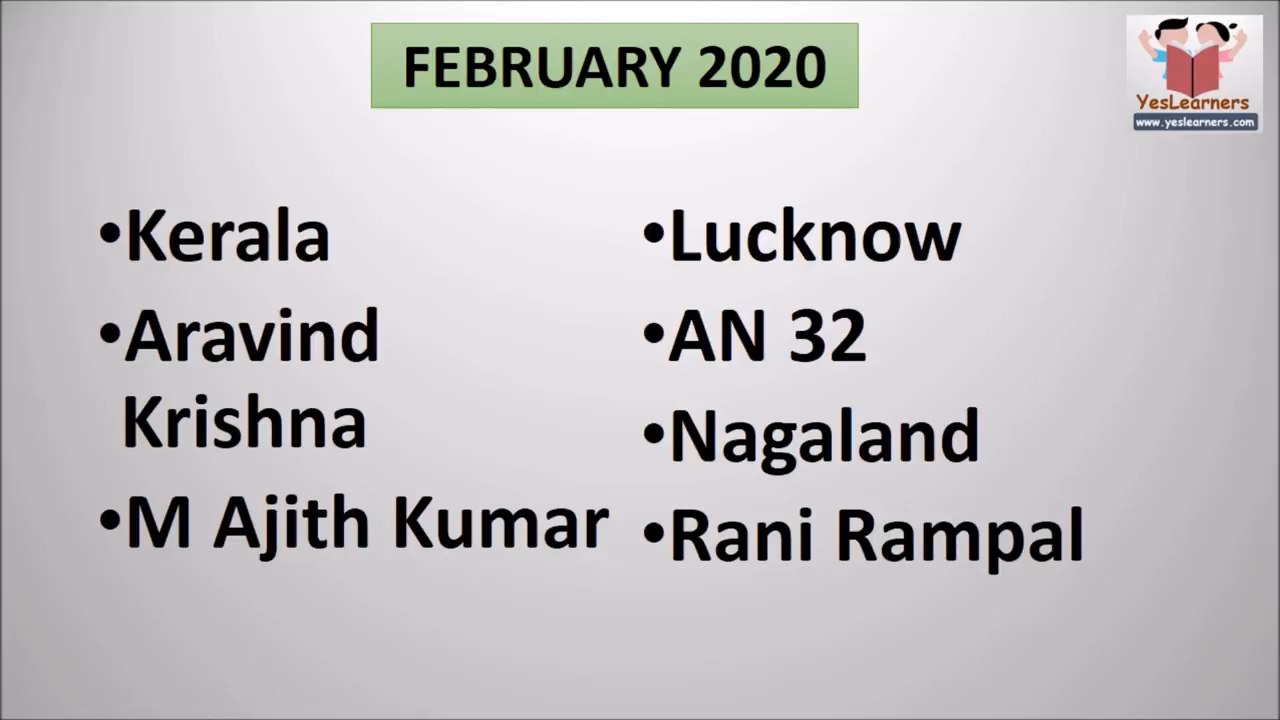 FEBRUARY 2020
YesLearners
www.yeslearners.com
•Kerala
•Aravind
Krishna
•M Ajith Kumar
•Lucknow
•AN 32
•Nagaland
•Rani Rampal